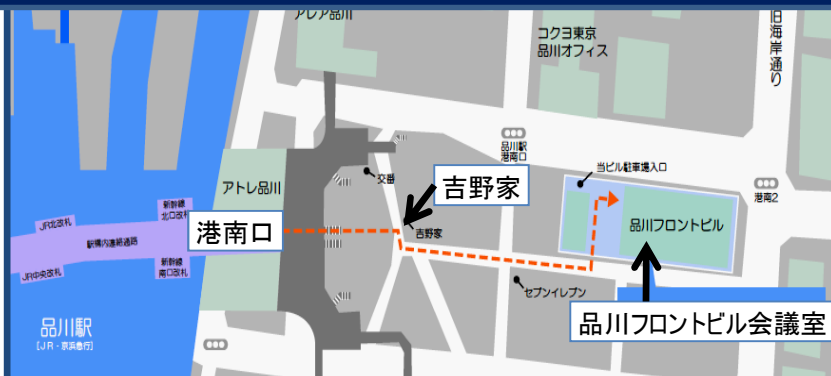 アレア品川
コクヨ東京
品川オフィス
旧海岸通り
品川駅
港南口
当ビル駐車場入口
交番
吉野家
港南2
アトレ品川
新幹線
北口改札
JR北改札
港南口
吉野家
品川フロントビル
駅構内連絡通路
新幹線
南口改札
JR中央改札
セブンイレブン
品川フロントビル会議室
品川駅
[JR・京浜急行]